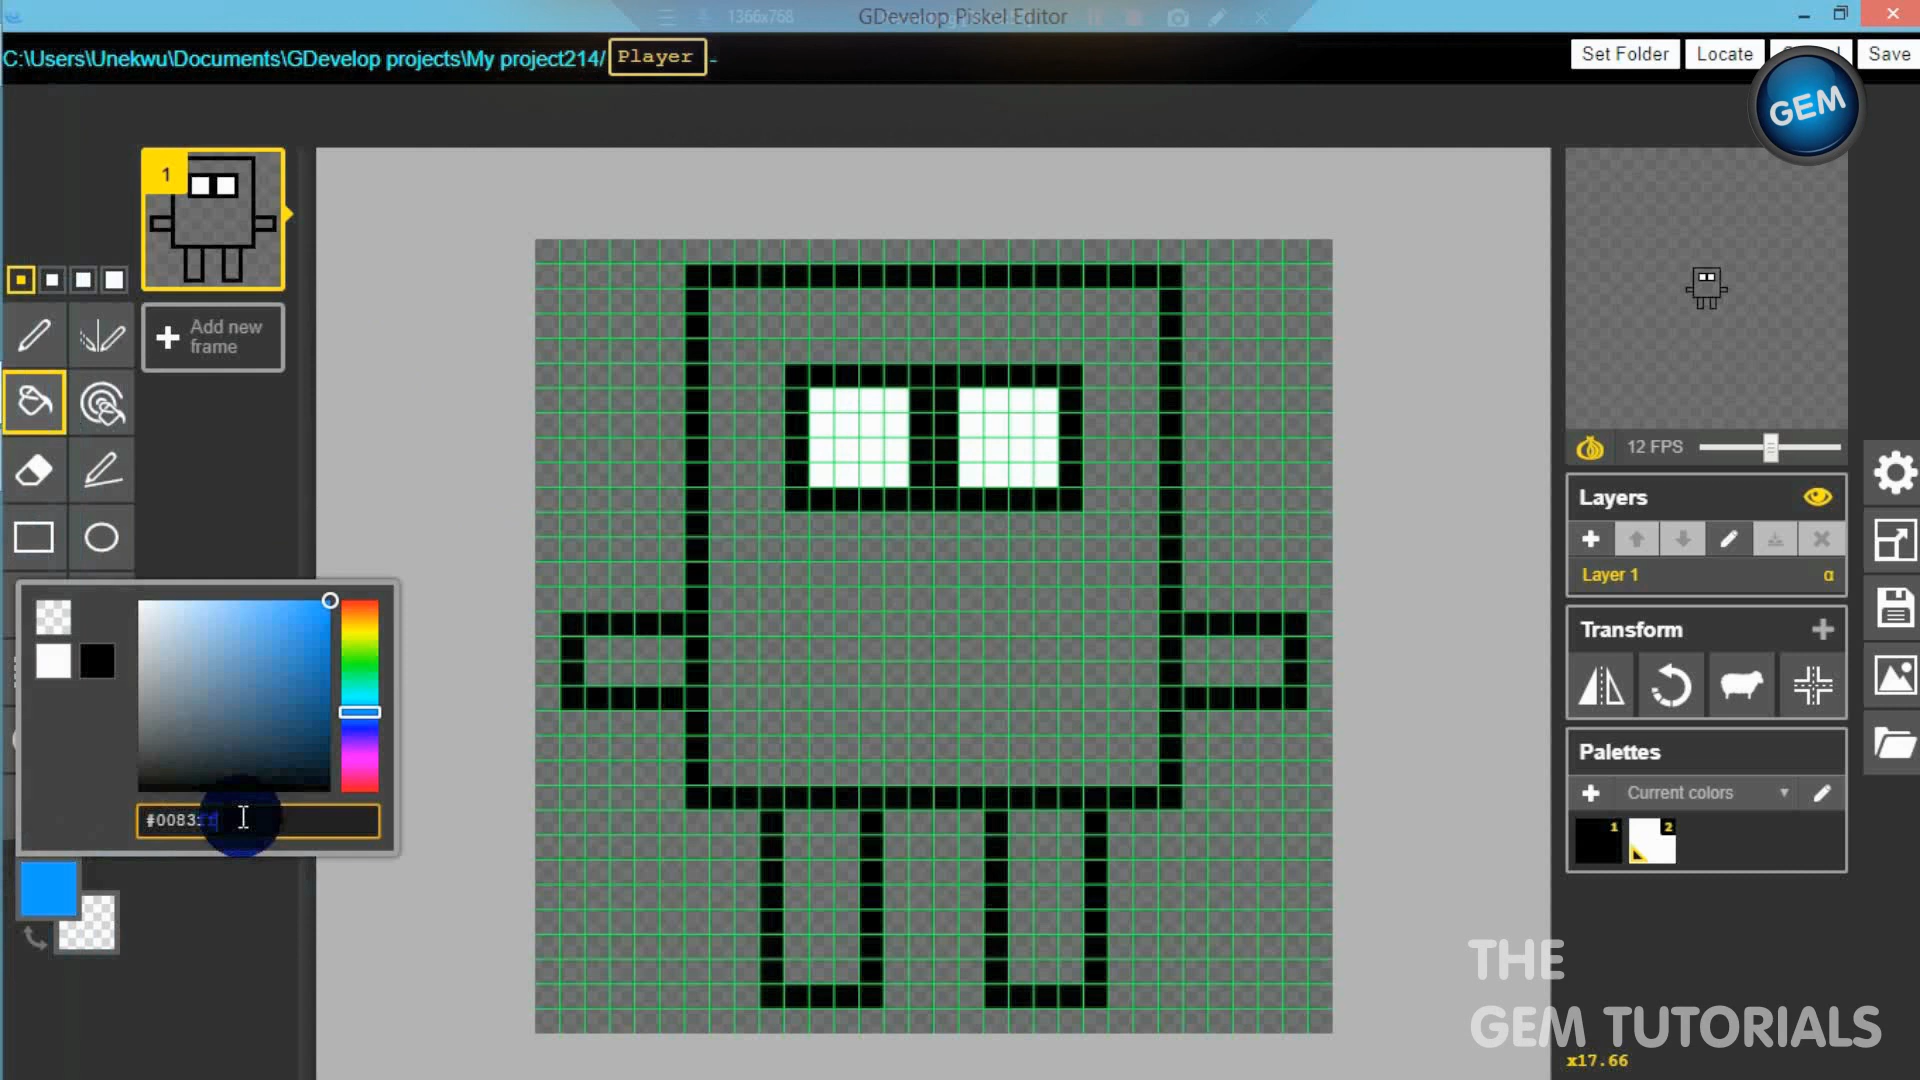 1366x768
GDevelop Piskel Editor
C:\Users\Unekwu\Documents\GDevelop projects\My project214/
Player
Set Folder
Locate
Save
GEM
1
Add new
frame
12 FPS
Layers
Layer 1
α
Transform
Palettes
Current colors
1
2
#0083ff
THE
GEM TUTORIALS
x17.66